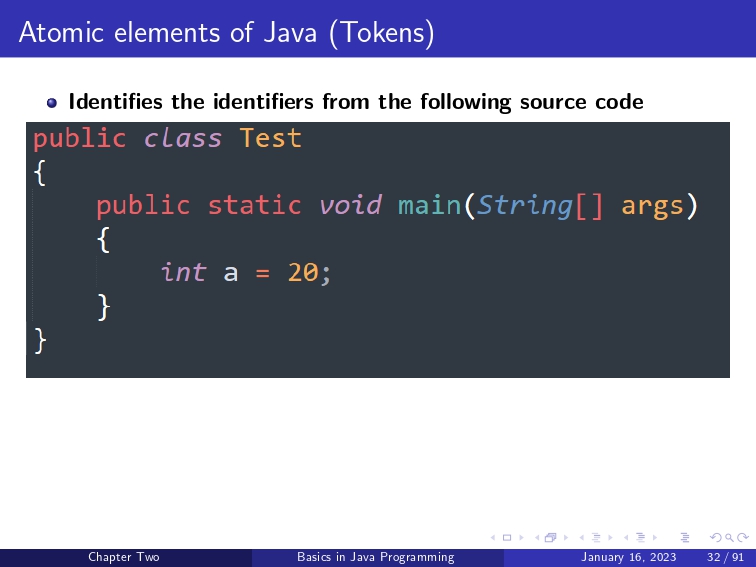 Atomic elements of Java (Tokens)
Identifies the identifiers from the following source code
public class Test
{
    public static void main(String[] args)
    {
        int a = 20;
    }
}
Chapter Two Basics in Java Programming January 16, 2023 32 / 91